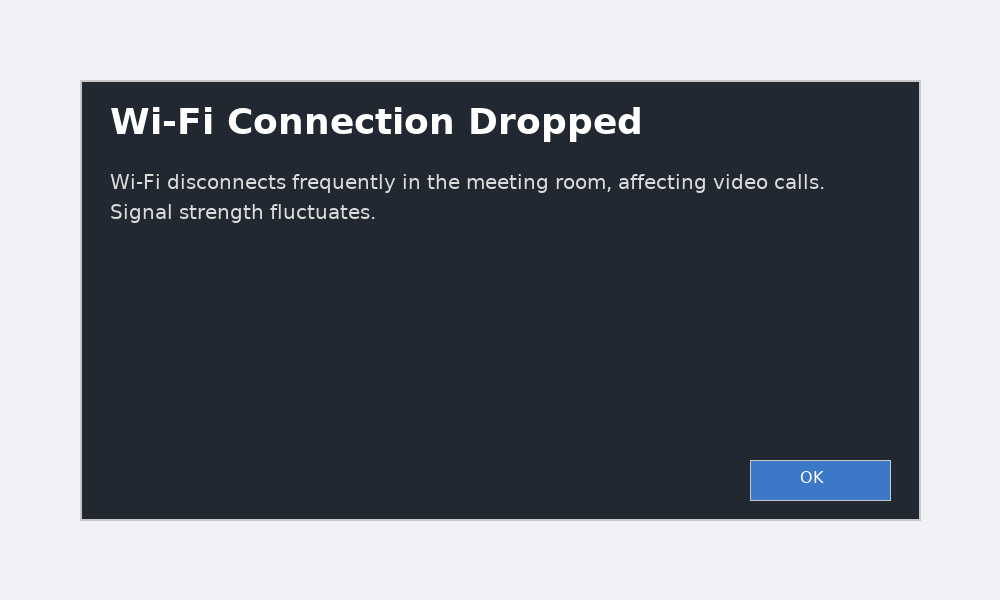 Wi-Fi Connection Dropped
Wi-Fi disconnects frequently in the meeting room, affecting video calls.
Signal strength fluctuates.
OK